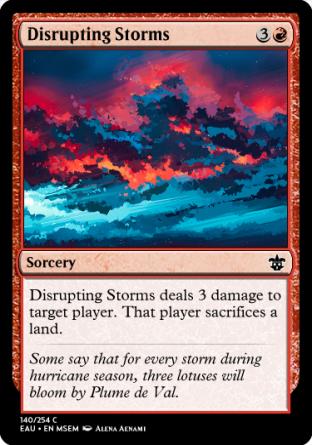 Disrupting Storms 3
Sorcery
Disrupting Storms deals 3 damage to
target player. That player sacrifices a
land.
Some say that for every storm during
hurricane season, three lotuses will
bloom by Plume de Val.
140/254 C
EAU • EN MSEM Alena Aenami